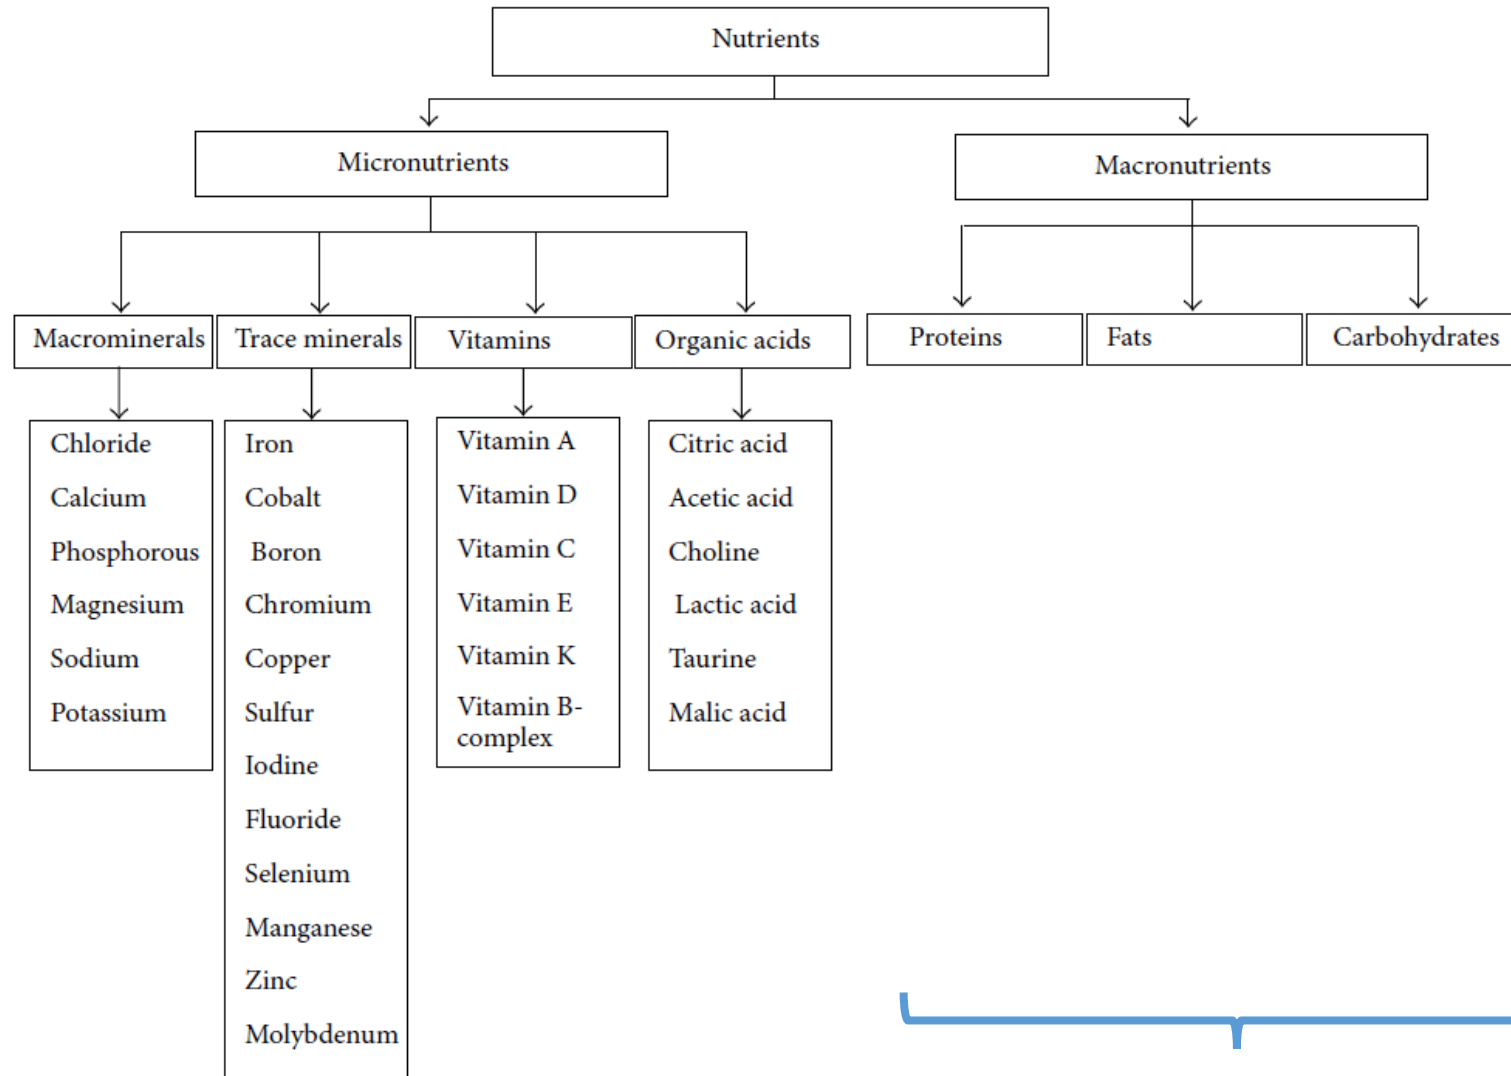 Nutrients
Micronutrients
Macronutrients
Macrominerals
Trace minerals
Vitamins
Organic acids
Proteins
Fats
Carbohydrates
Chloride
Calcium
Phosphorous
Magnesium
Sodium
Potassium
Iron
Cobalt
Boron
Chromium
Copper
Sulfur
Iodine
Fluoride
Selenium
Manganese
Zinc
Molybdenum
Vitamin A
Vitamin D
Vitamin C
Vitamin E
Vitamin K
Vitamin B-
complex
Citric acid
Acetic acid
Choline
Lactic acid
Taurine
Malic acid